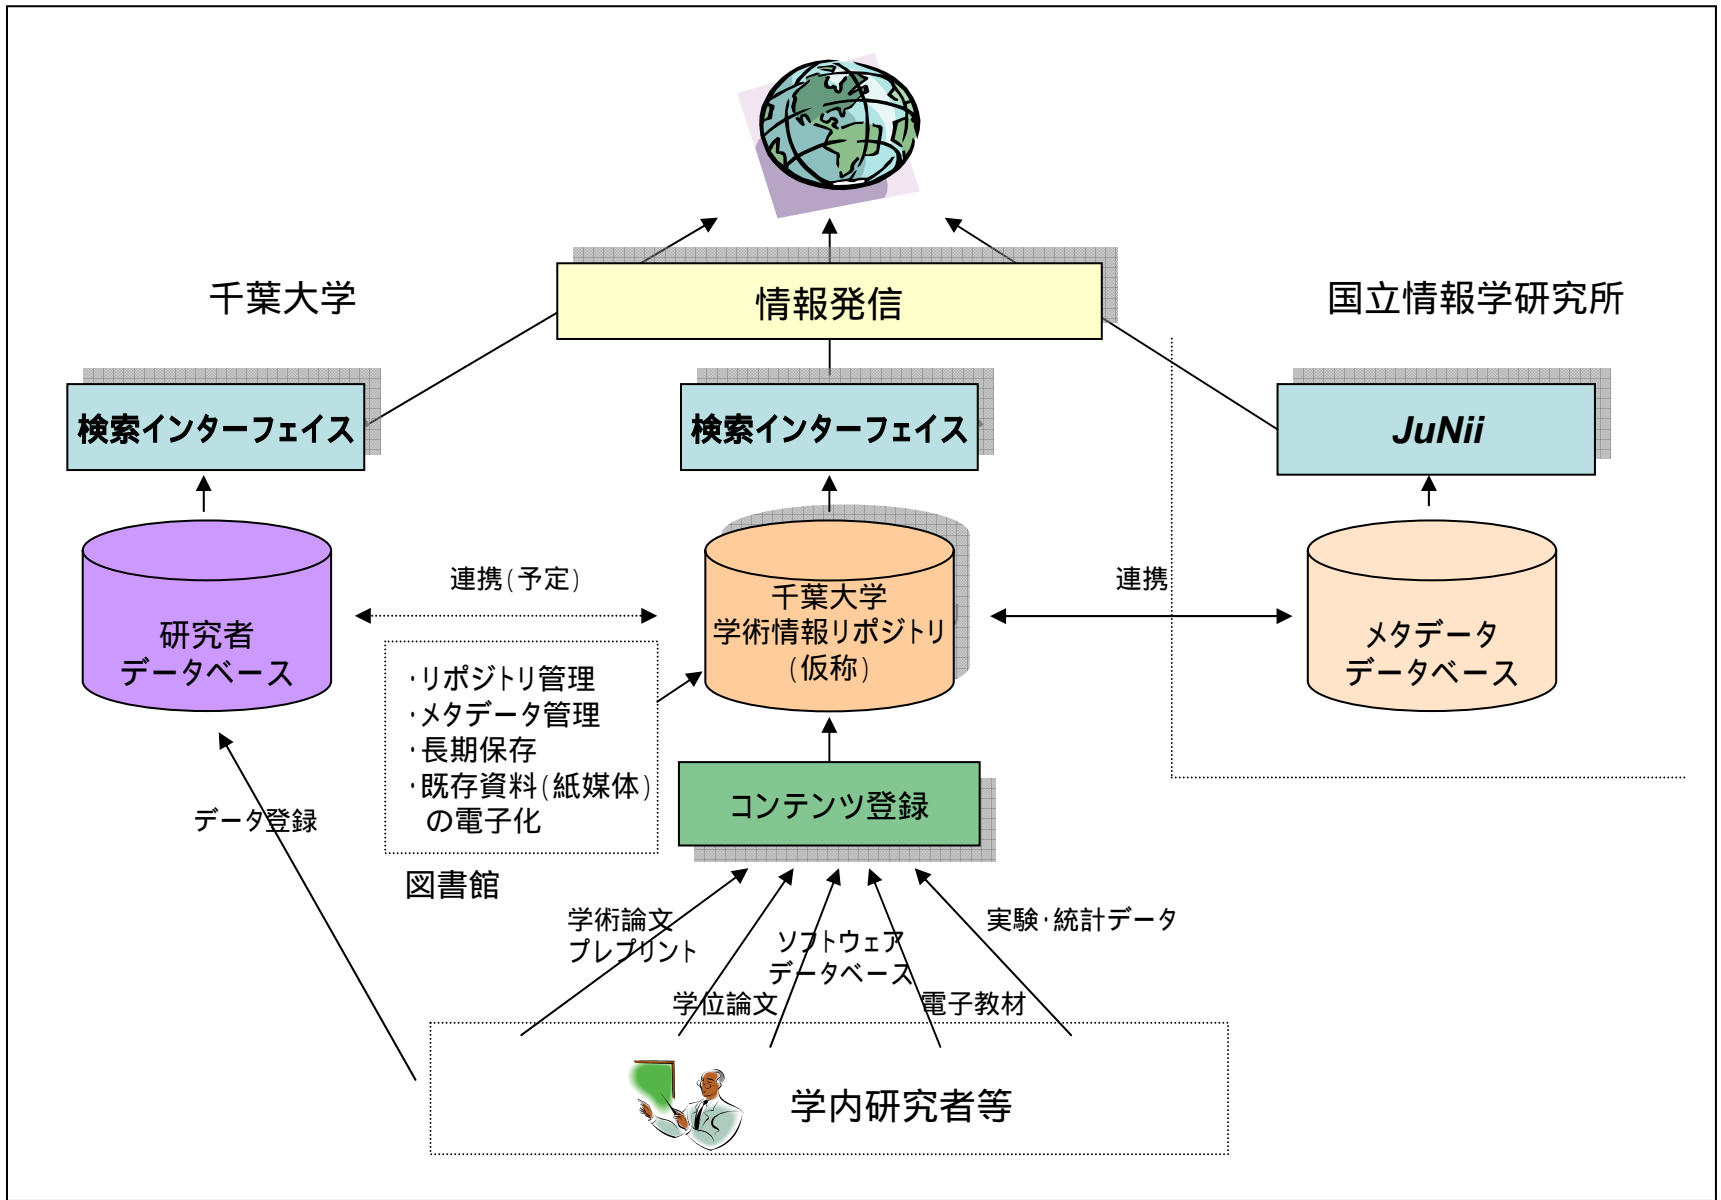 千葉大学
情報発信
国立情報学研究所
検索インターフェイス
検索インターフェイス
JuNii
連携(予定)
連携
研究者
データベース
千葉大学
学術情報リポジトリ
(仮称)
メタデータ
データベース
・リポジトリ管理
・メタデータ管理
・長期保存
・既存資料(紙媒体)
の電子化
図書館
コンテンツ登録
データ登録
学術論文
プレプリント
学位論文
ソフトウェア
データベース
電子教材
実験・統計データ
学内研究者等